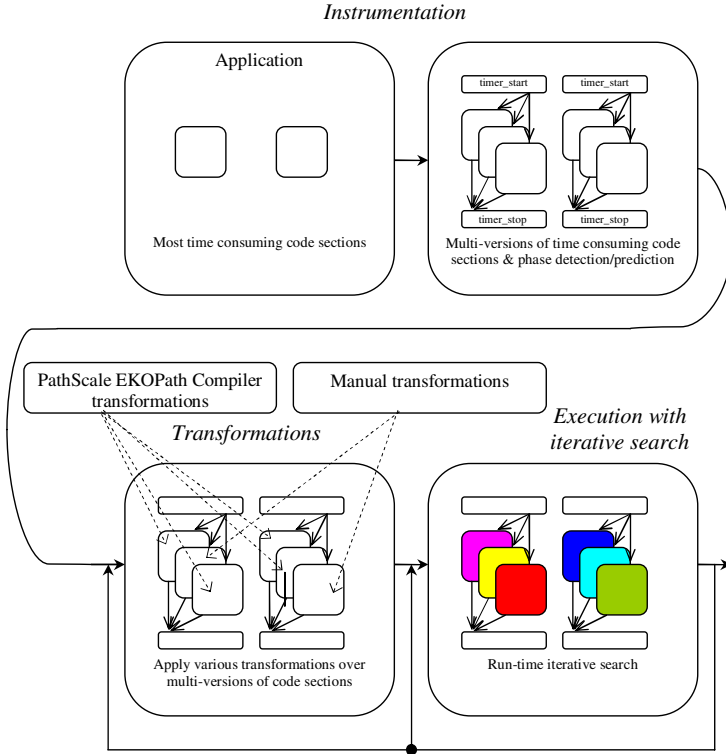 Instrumentation
Application
Most time consuming code sections
timer_start
timer_start
timer_stop
timer_stop
Multi-versions of time consuming code
sections & phase detection/prediction
PathScale EKOPath Compiler
transformations
Manual transformations
Transformations
Execution with
iterative search
Apply various transformations over
multi-versions of code sections
Run-time iterative search